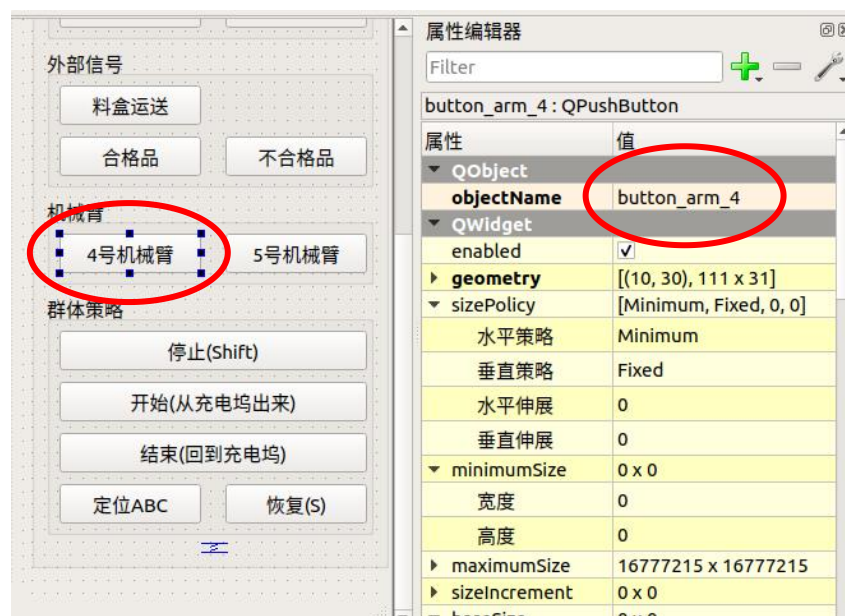 外部信号
料盒运送
合格品
不合格品
机械臂
4号机械臂
5号机械臂
群体策略
停止(Shift)
开始(从充电坞出来)
结束(回到充电坞)
定位ABC
恢复(S)
属性编辑器
Filter
button_arm_4 : QPushButton
属性 值
QObject
objectName button_arm_4
QWidget
enabled
geometry [(10, 30), 111 x 31]
sizePolicy [Minimum, Fixed, 0, 0]
水平策略 Minimum
垂直策略 Fixed
水平伸展 0
垂直伸展 0
minimumSize 0 x 0
宽度 0
高度 0
maximumSize 16777215 x 16777215
sizeIncrement 0 x 0